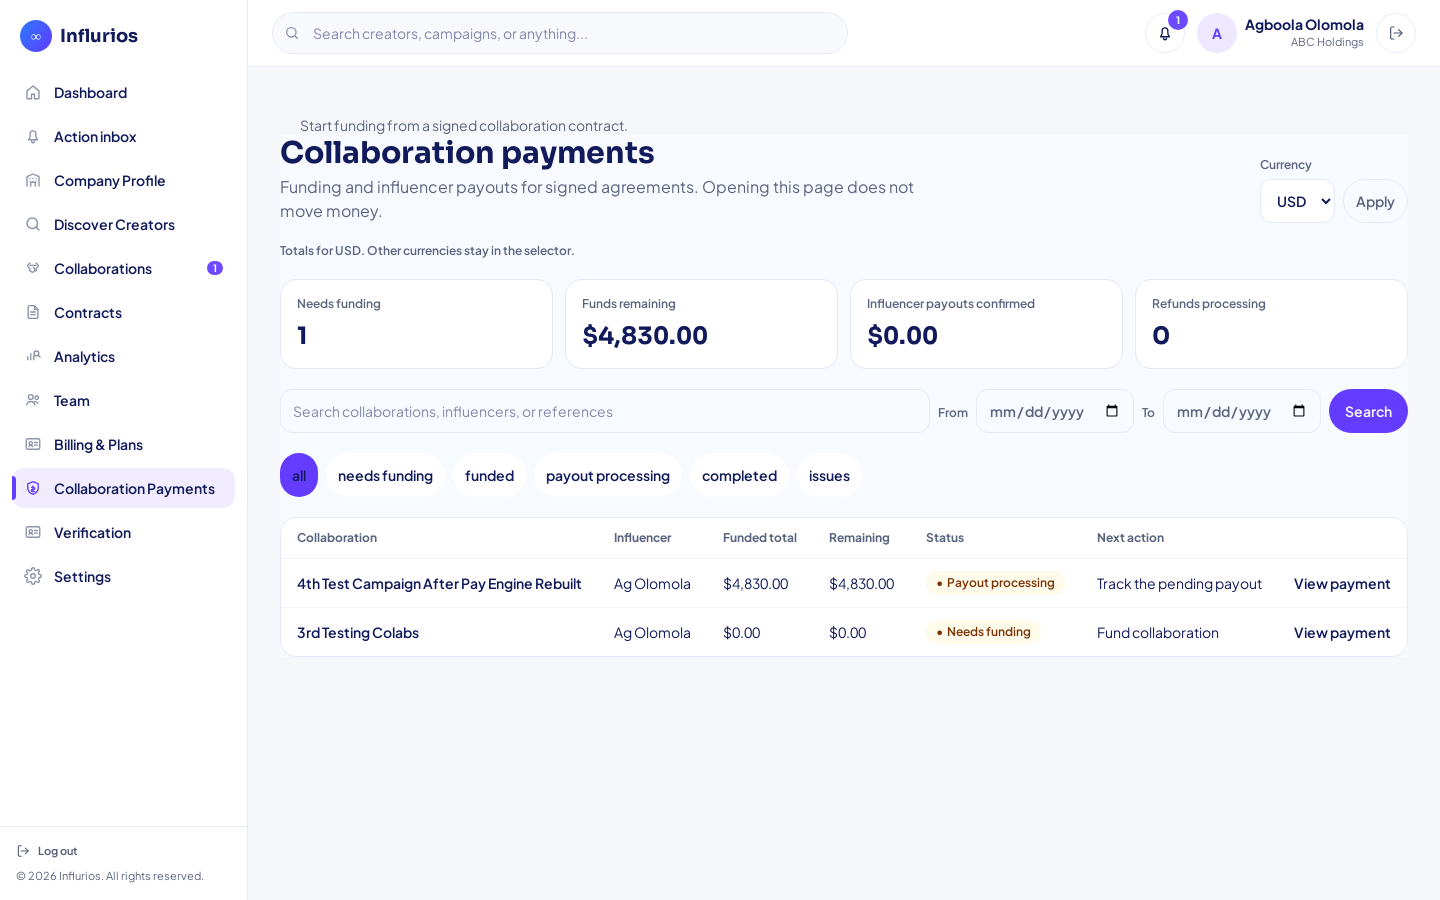 ∞ Influrios
Search creators, campaigns, or anything...
1
A
Agboola Olomola
ABC Holdings
Dashboard
Action inbox
Company Profile
Discover Creators
Collaborations 1
Contracts
Analytics
Team
Billing & Plans
Collaboration Payments
Verification
Settings
Log out
© 2026 Influrios. All rights reserved.
Start funding from a signed collaboration contract.
Collaboration payments
Funding and influencer payouts for signed agreements. Opening this page does not
move money.
Currency
USD Apply
Totals for USD. Other currencies stay in the selector.
Needs funding
1
Funds remaining
$4,830.00
Influencer payouts confirmed
$0.00
Refunds processing
0
Search collaborations, influencers, or references From mm/dd/yyyy To mm/dd/yyyy Search
all needs funding funded payout processing completed issues
Collaboration Influencer Funded total Remaining Status Next action
4th Test Campaign After Pay Engine Rebuilt Ag Olomola $4,830.00 $4,830.00 • Payout processing Track the pending payout View payment
3rd Testing Colabs Ag Olomola $0.00 $0.00 • Needs funding Fund collaboration View payment